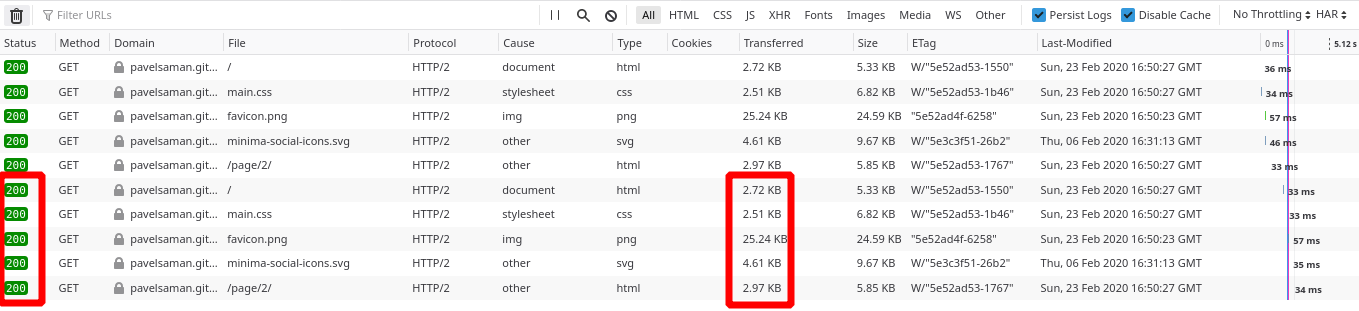 Filter URLs All HTML CSS JS XHR Fonts Images Media WS Other Persist Logs Disable Cache No Throttling HAR
Status Method Domain File Protocol Cause Type Cookies Transferred Size ETag Last-Modified 0 ms 5.12 s
200 GET pavelsaman.git... / HTTP/2 document html 2.72 KB 5.33 KB W/"5e52ad53-1550" Sun, 23 Feb 2020 16:50:27 GMT 36 ms
200 GET pavelsaman.git... main.css HTTP/2 stylesheet css 2.51 KB 6.82 KB W/"5e52ad53-1b46" Sun, 23 Feb 2020 16:50:27 GMT 34 ms
200 GET pavelsaman.git... favicon.png HTTP/2 img png 25.24 KB 24.59 KB "5e52ad4f-6258" Sun, 23 Feb 2020 16:50:23 GMT 57 ms
200 GET pavelsaman.git... minima-social-icons.svg HTTP/2 other svg 4.61 KB 9.67 KB W/"5e3c3f51-26b2" Thu, 06 Feb 2020 16:31:13 GMT 46 ms
200 GET pavelsaman.git... /page/2/ HTTP/2 other html 2.97 KB 5.85 KB W/"5e52ad53-1767" Sun, 23 Feb 2020 16:50:27 GMT 33 ms
200 GET pavelsaman.git... / HTTP/2 document html 2.72 KB 5.33 KB W/"5e52ad53-1550" Sun, 23 Feb 2020 16:50:27 GMT 33 ms
200 GET pavelsaman.git... main.css HTTP/2 stylesheet css 2.51 KB 6.82 KB W/"5e52ad53-1b46" Sun, 23 Feb 2020 16:50:27 GMT 33 ms
200 GET pavelsaman.git... favicon.png HTTP/2 img png 25.24 KB 24.59 KB "5e52ad4f-6258" Sun, 23 Feb 2020 16:50:23 GMT 57 ms
200 GET pavelsaman.git... minima-social-icons.svg HTTP/2 other svg 4.61 KB 9.67 KB W/"5e3c3f51-26b2" Thu, 06 Feb 2020 16:31:13 GMT 35 ms
200 GET pavelsaman.git... /page/2/ HTTP/2 other html 2.97 KB 5.85 KB W/"5e52ad53-1767" Sun, 23 Feb 2020 16:50:27 GMT 34 ms